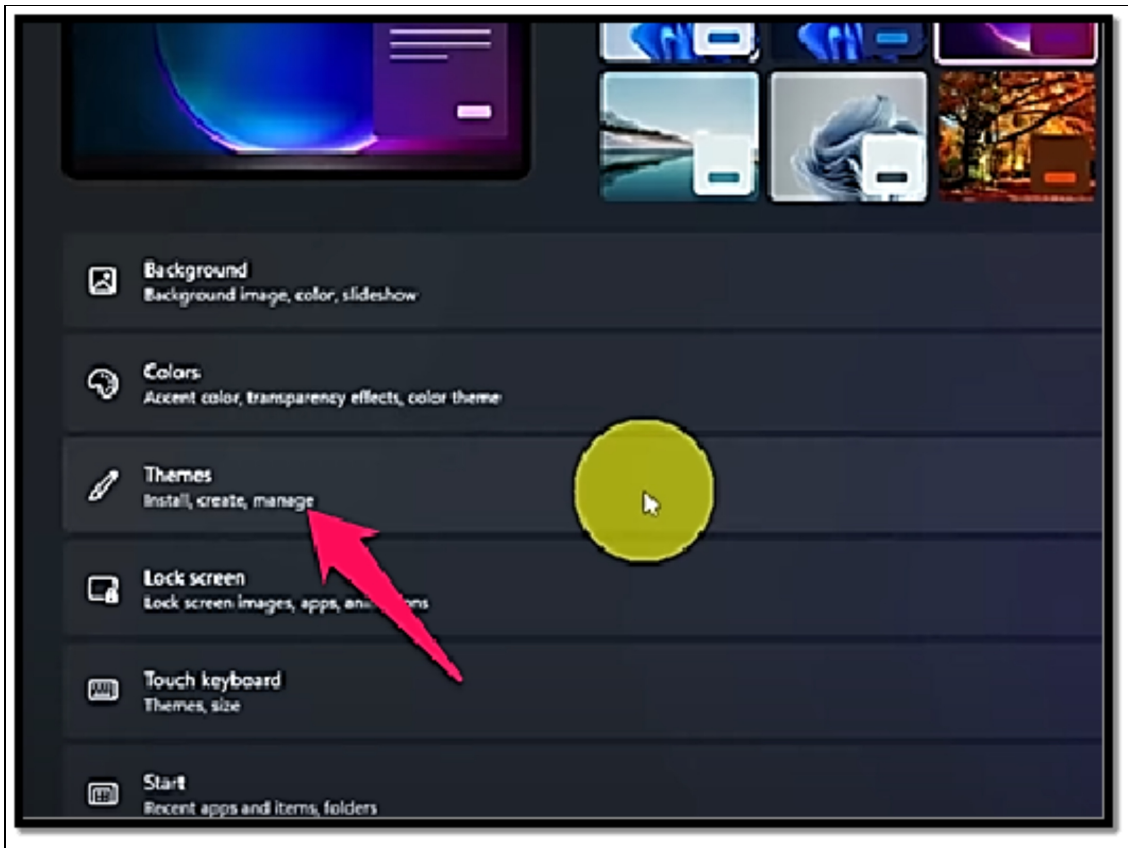 Background
Background image, color, slideshow
Colors
Accent color, transparency effects, color theme
Themes
Install, create, manage
Lock screen
Lock screen images, apps,
Touch keyboard
Themes, size
Start
Recent apps and items, folders